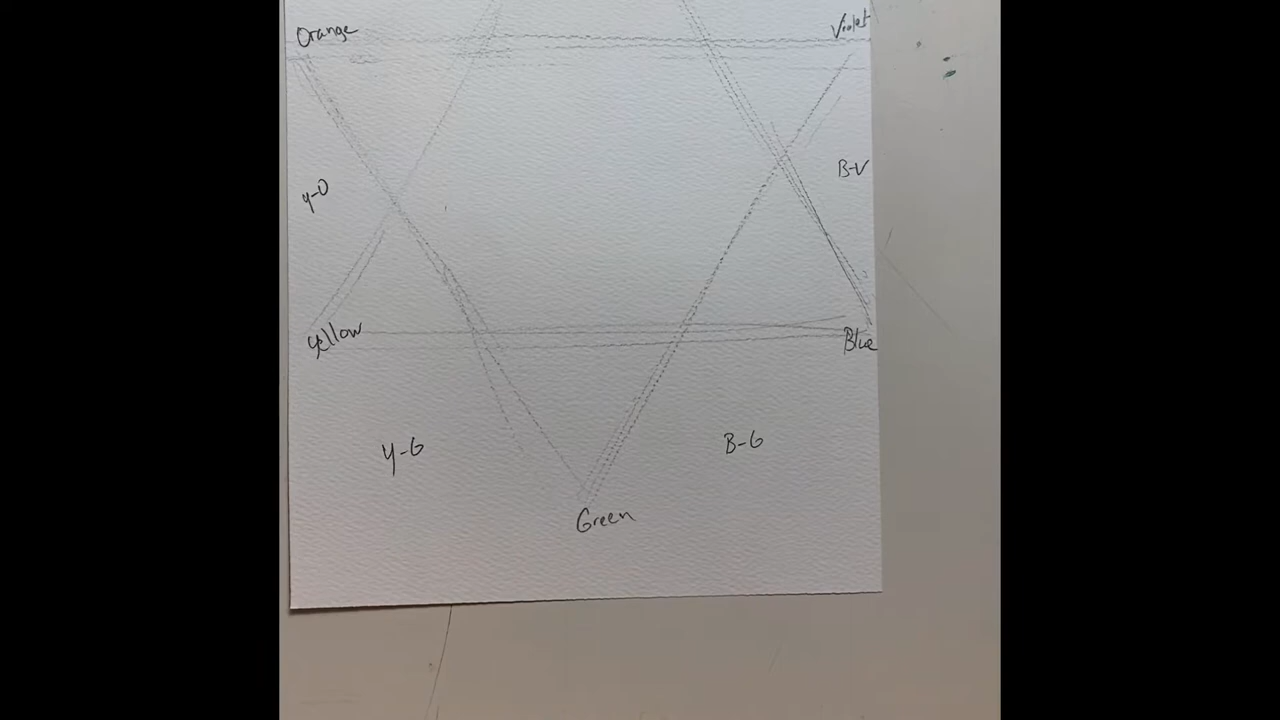 Orange
Violet
Y-O
B-V
Yellow
Blue
Y-G
B-G
Green